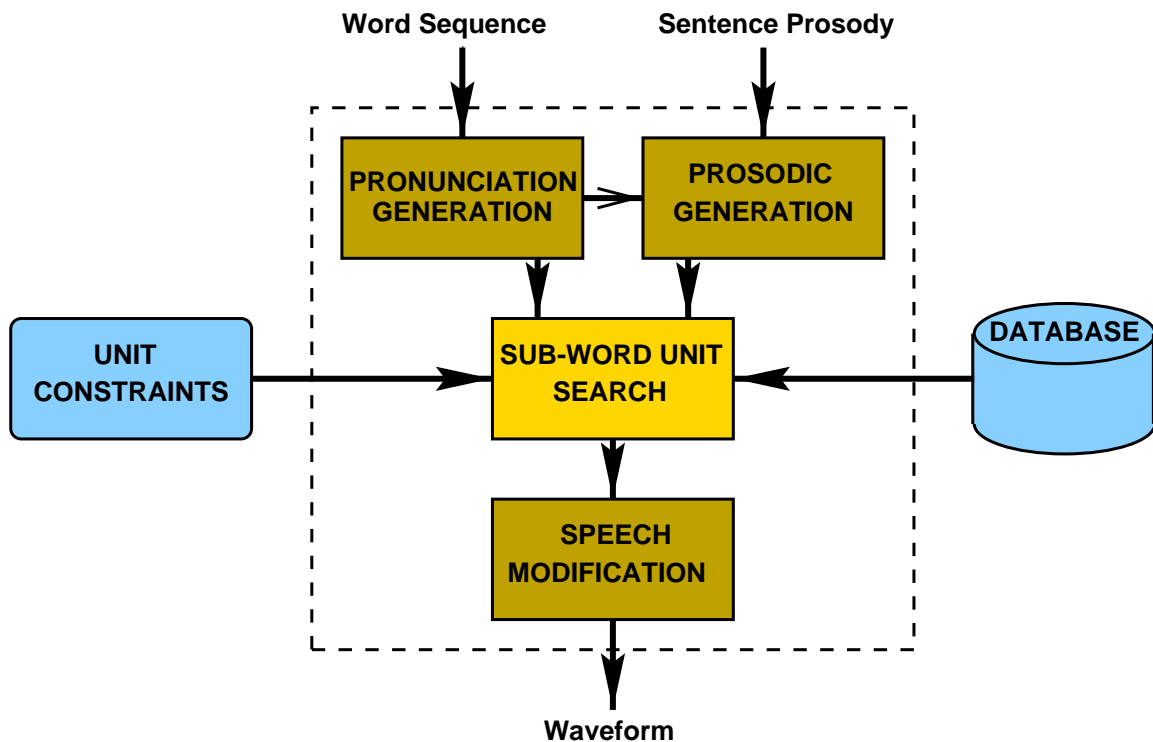 Word Sequence
Sentence Prosody
PRONUNCIATION
GENERATION
PROSODIC
GENERATION
UNIT
CONSTRAINTS
SUB-WORD UNIT
SEARCH
DATABASE
SPEECH
MODIFICATION
Waveform